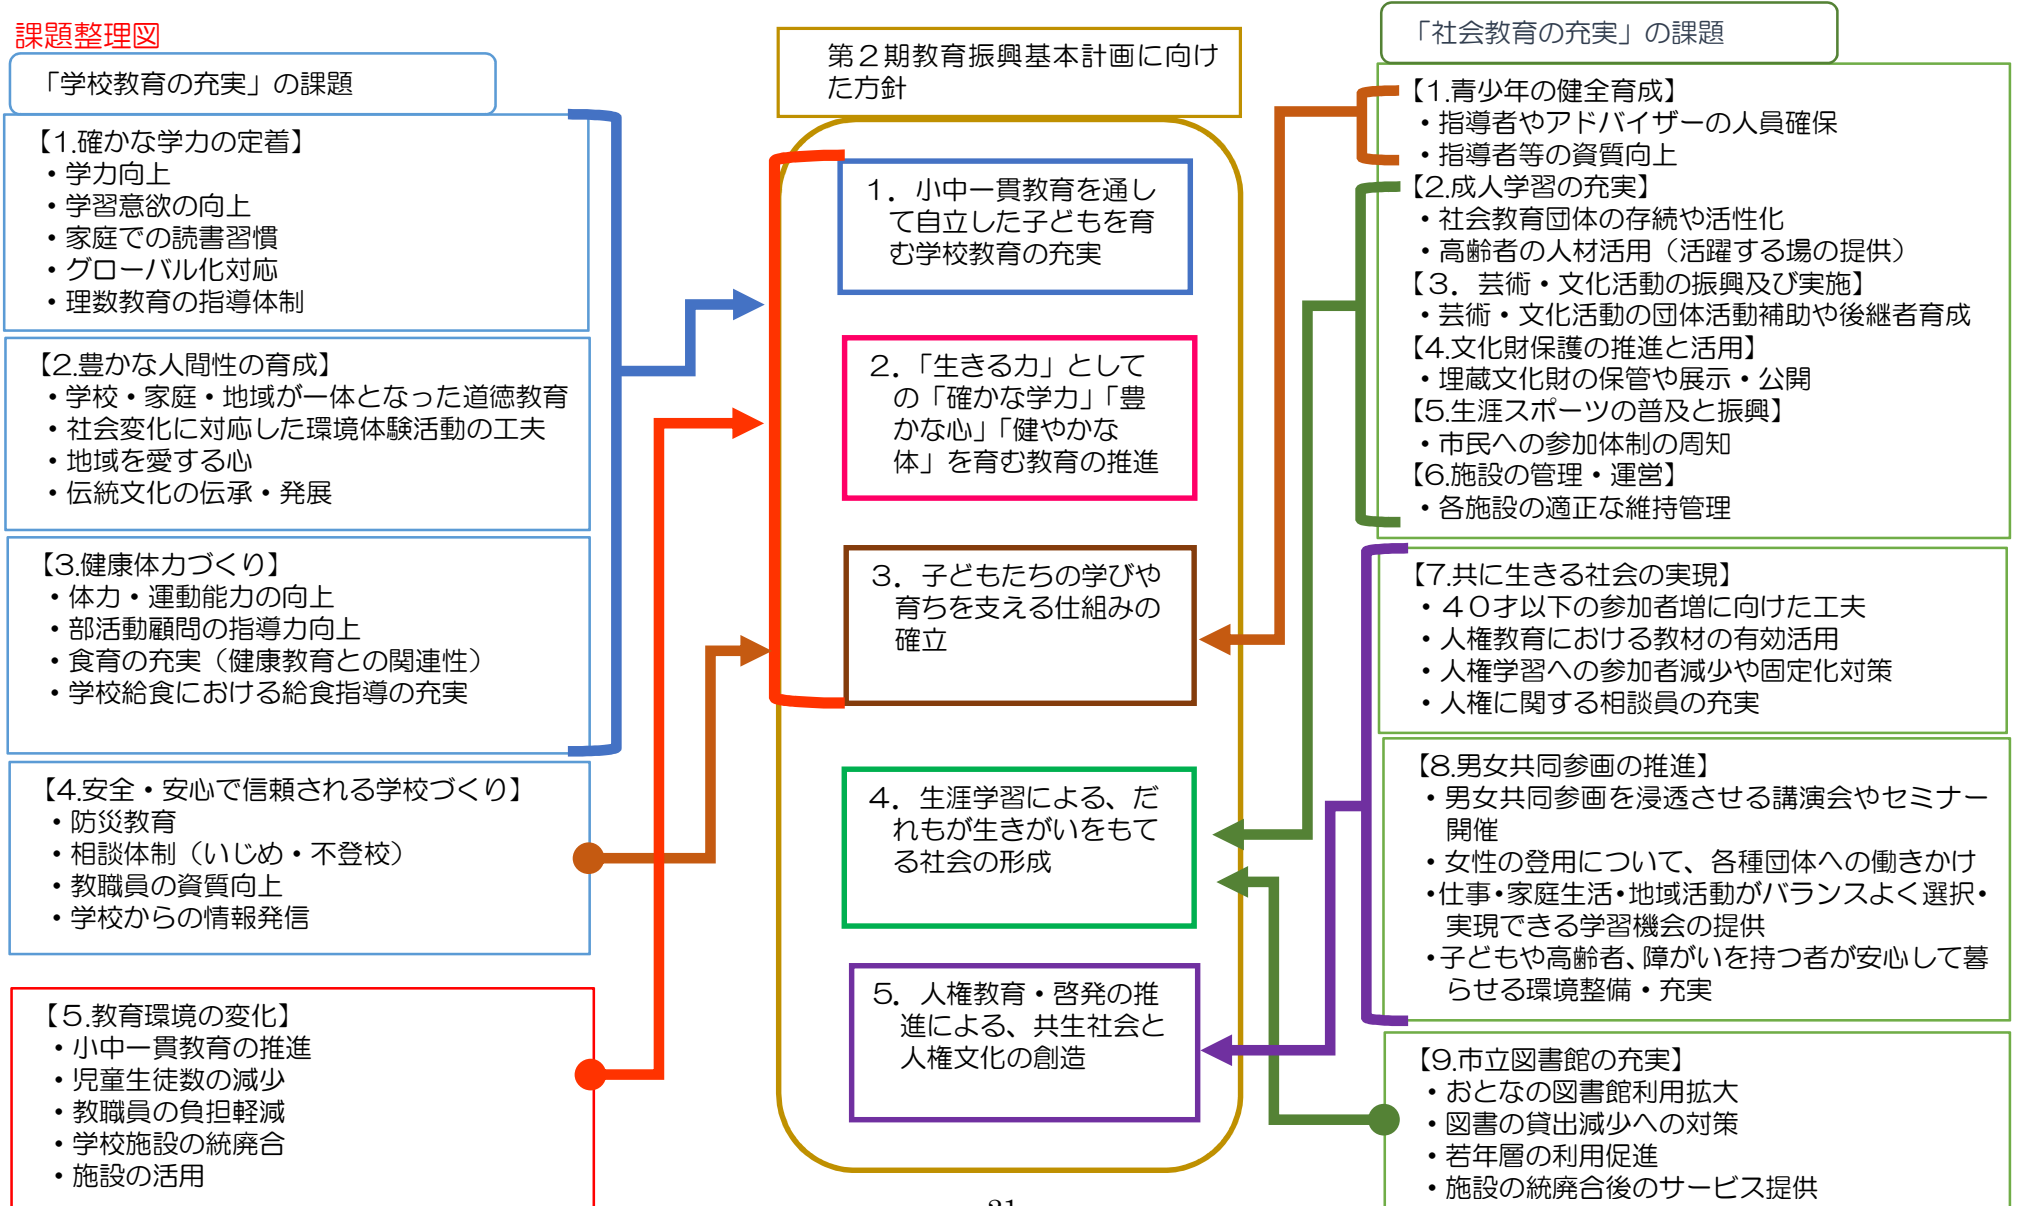 課題整理図
「学校教育の充実」の課題
【1.確かな学力の定着】
・学力向上
・学習意欲の向上
・家庭での読書習慣
・グローバル化対応
・理数教育の指導体制
【2.豊かな人間性の育成】
・学校・家庭・地域が一体となった道徳教育
・社会変化に対応した環境体験活動の工夫
・地域を愛する心
・伝統文化の伝承・発展
【3.健康体力づくり】
・体力・運動能力の向上
・部活動顧問の指導力向上
・食育の充実（健康教育との関連性）
・学校給食における給食指導の充実
【4.安全・安心で信頼される学校づくり】
・防災教育
・相談体制（いじめ・不登校）
・教職員の資質向上
・学校からの情報発信
【５.教育環境の変化】
・小中一貫教育の推進
・児童生徒数の減少
・教職員の負担軽減
・学校施設の統廃合
・施設の活用
第２期教育振興基本計画に向け
た方針
１．小中一貫教育を通し
て自立した子どもを育
む学校教育の充実
２．「生きる力」として
の「確かな学力」「豊
かな心」「健やかな
体」を育む教育の推進
３．子どもたちの学びや
育ちを支える仕組みの
確立
４．生涯学習による、だ
れもが生きがいをもて
る社会の形成
５．人権教育・啓発の推
進による、共生社会と
人権文化の創造
「社会教育の充実」の課題
【1.青少年の健全育成】
・指導者やアドバイザーの人員確保
・指導者等の資質向上
【2.成人学習の充実】
・社会教育団体の存続や活性化
・高齢者の人材活用（活躍する場の提供）
【３．芸術・文化活動の振興及び実施】
・芸術・文化活動の団体活動補助や後継者育成
【4.文化財保護の推進と活用】
・埋蔵文化財の保管や展示・公開
【5.生涯スポーツの普及と振興】
・市民への参加体制の周知
【6.施設の管理・運営】
・各施設の適正な維持管理
【7.共に生きる社会の実現】
・４０才以下の参加者増に向けた工夫
・人権教育における教材の有効活用
・人権学習への参加者減少や固定化対策
・人権に関する相談員の充実
【8.男女共同参画の推進】
・男女共同参画を浸透させる講演会やセミナー
開催
・女性の登用について、各種団体への働きかけ
・仕事・家庭生活・地域活動がバランスよく選択・
実現できる学習機会の提供
・子どもや高齢者、障がいを持つ者が安心して暮
らせる環境整備・充実
【9.市立図書館の充実】
・おとなの図書館利用拡大
・図書の貸出減少への対策
・若年層の利用促進
・施設の統廃合後のサービス提供